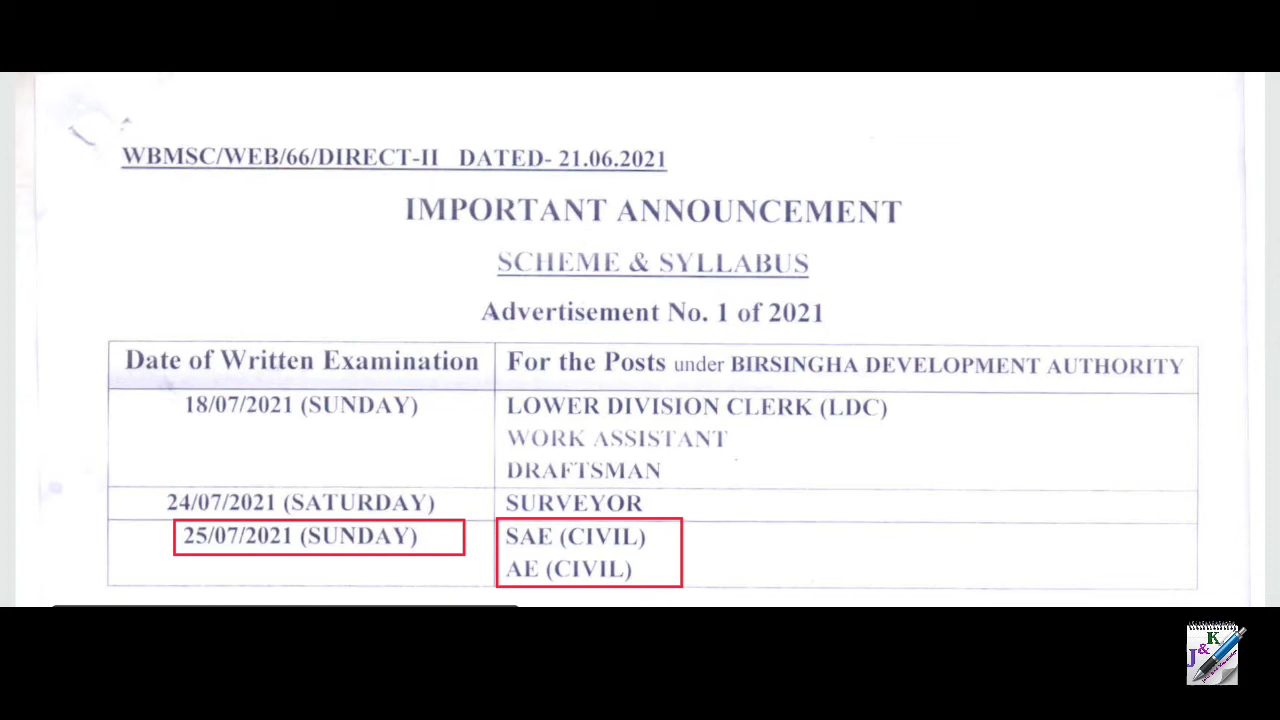 WBMSC/WEB/66/DIRECT-II DATED- 21.06.2021
IMPORTANT ANNOUNCEMENT
SCHEME & SYLLABUS
Advertisement No. 1 of 2021
Date of Written Examination For the Posts under BIRSINGHA DEVELOPMENT AUTHORITY
18/07/2021 (SUNDAY) LOWER DIVISION CLERK (LDC)
WORK ASSISTANT
DRAFTSMAN
24/07/2021 (SATURDAY) SURVEYOR
25/07/2021 (SUNDAY) SAE (CIVIL)
AE (CIVIL)
J&K